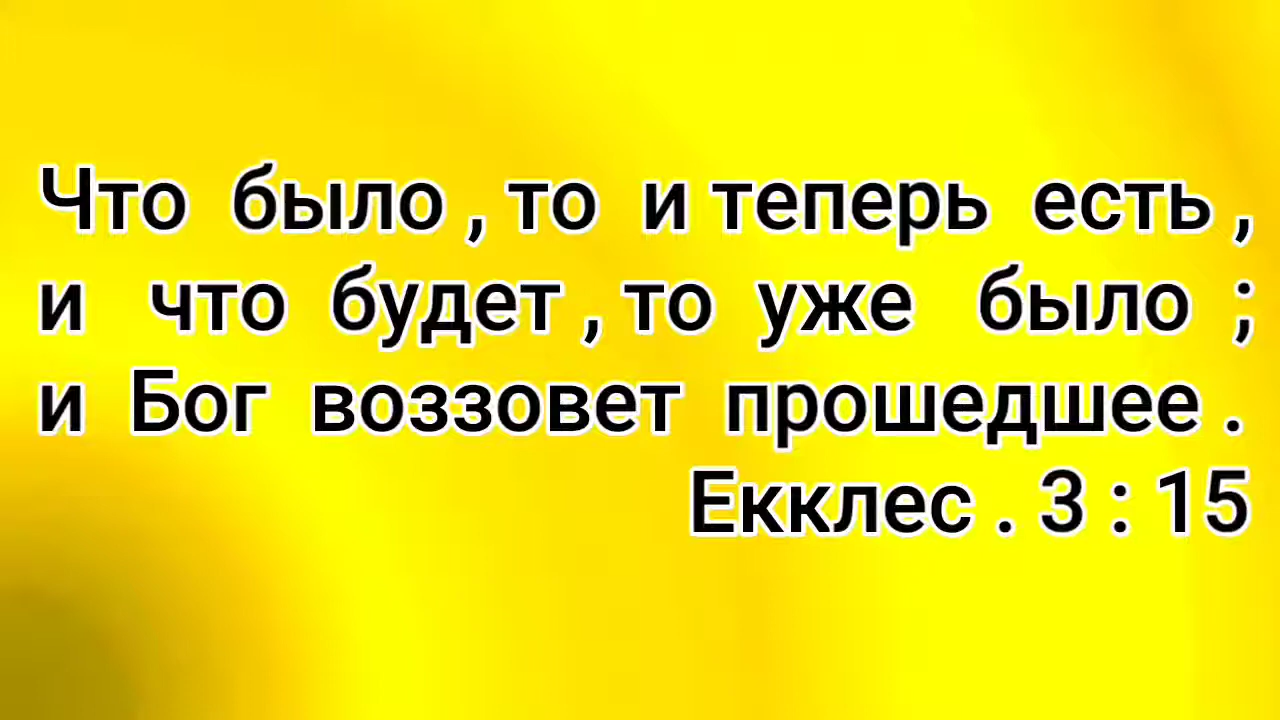 Что было , то и теперь есть ,
и что будет , то уже было ;
и Бог воззовет прошедшее .
Екклес . 3 : 15